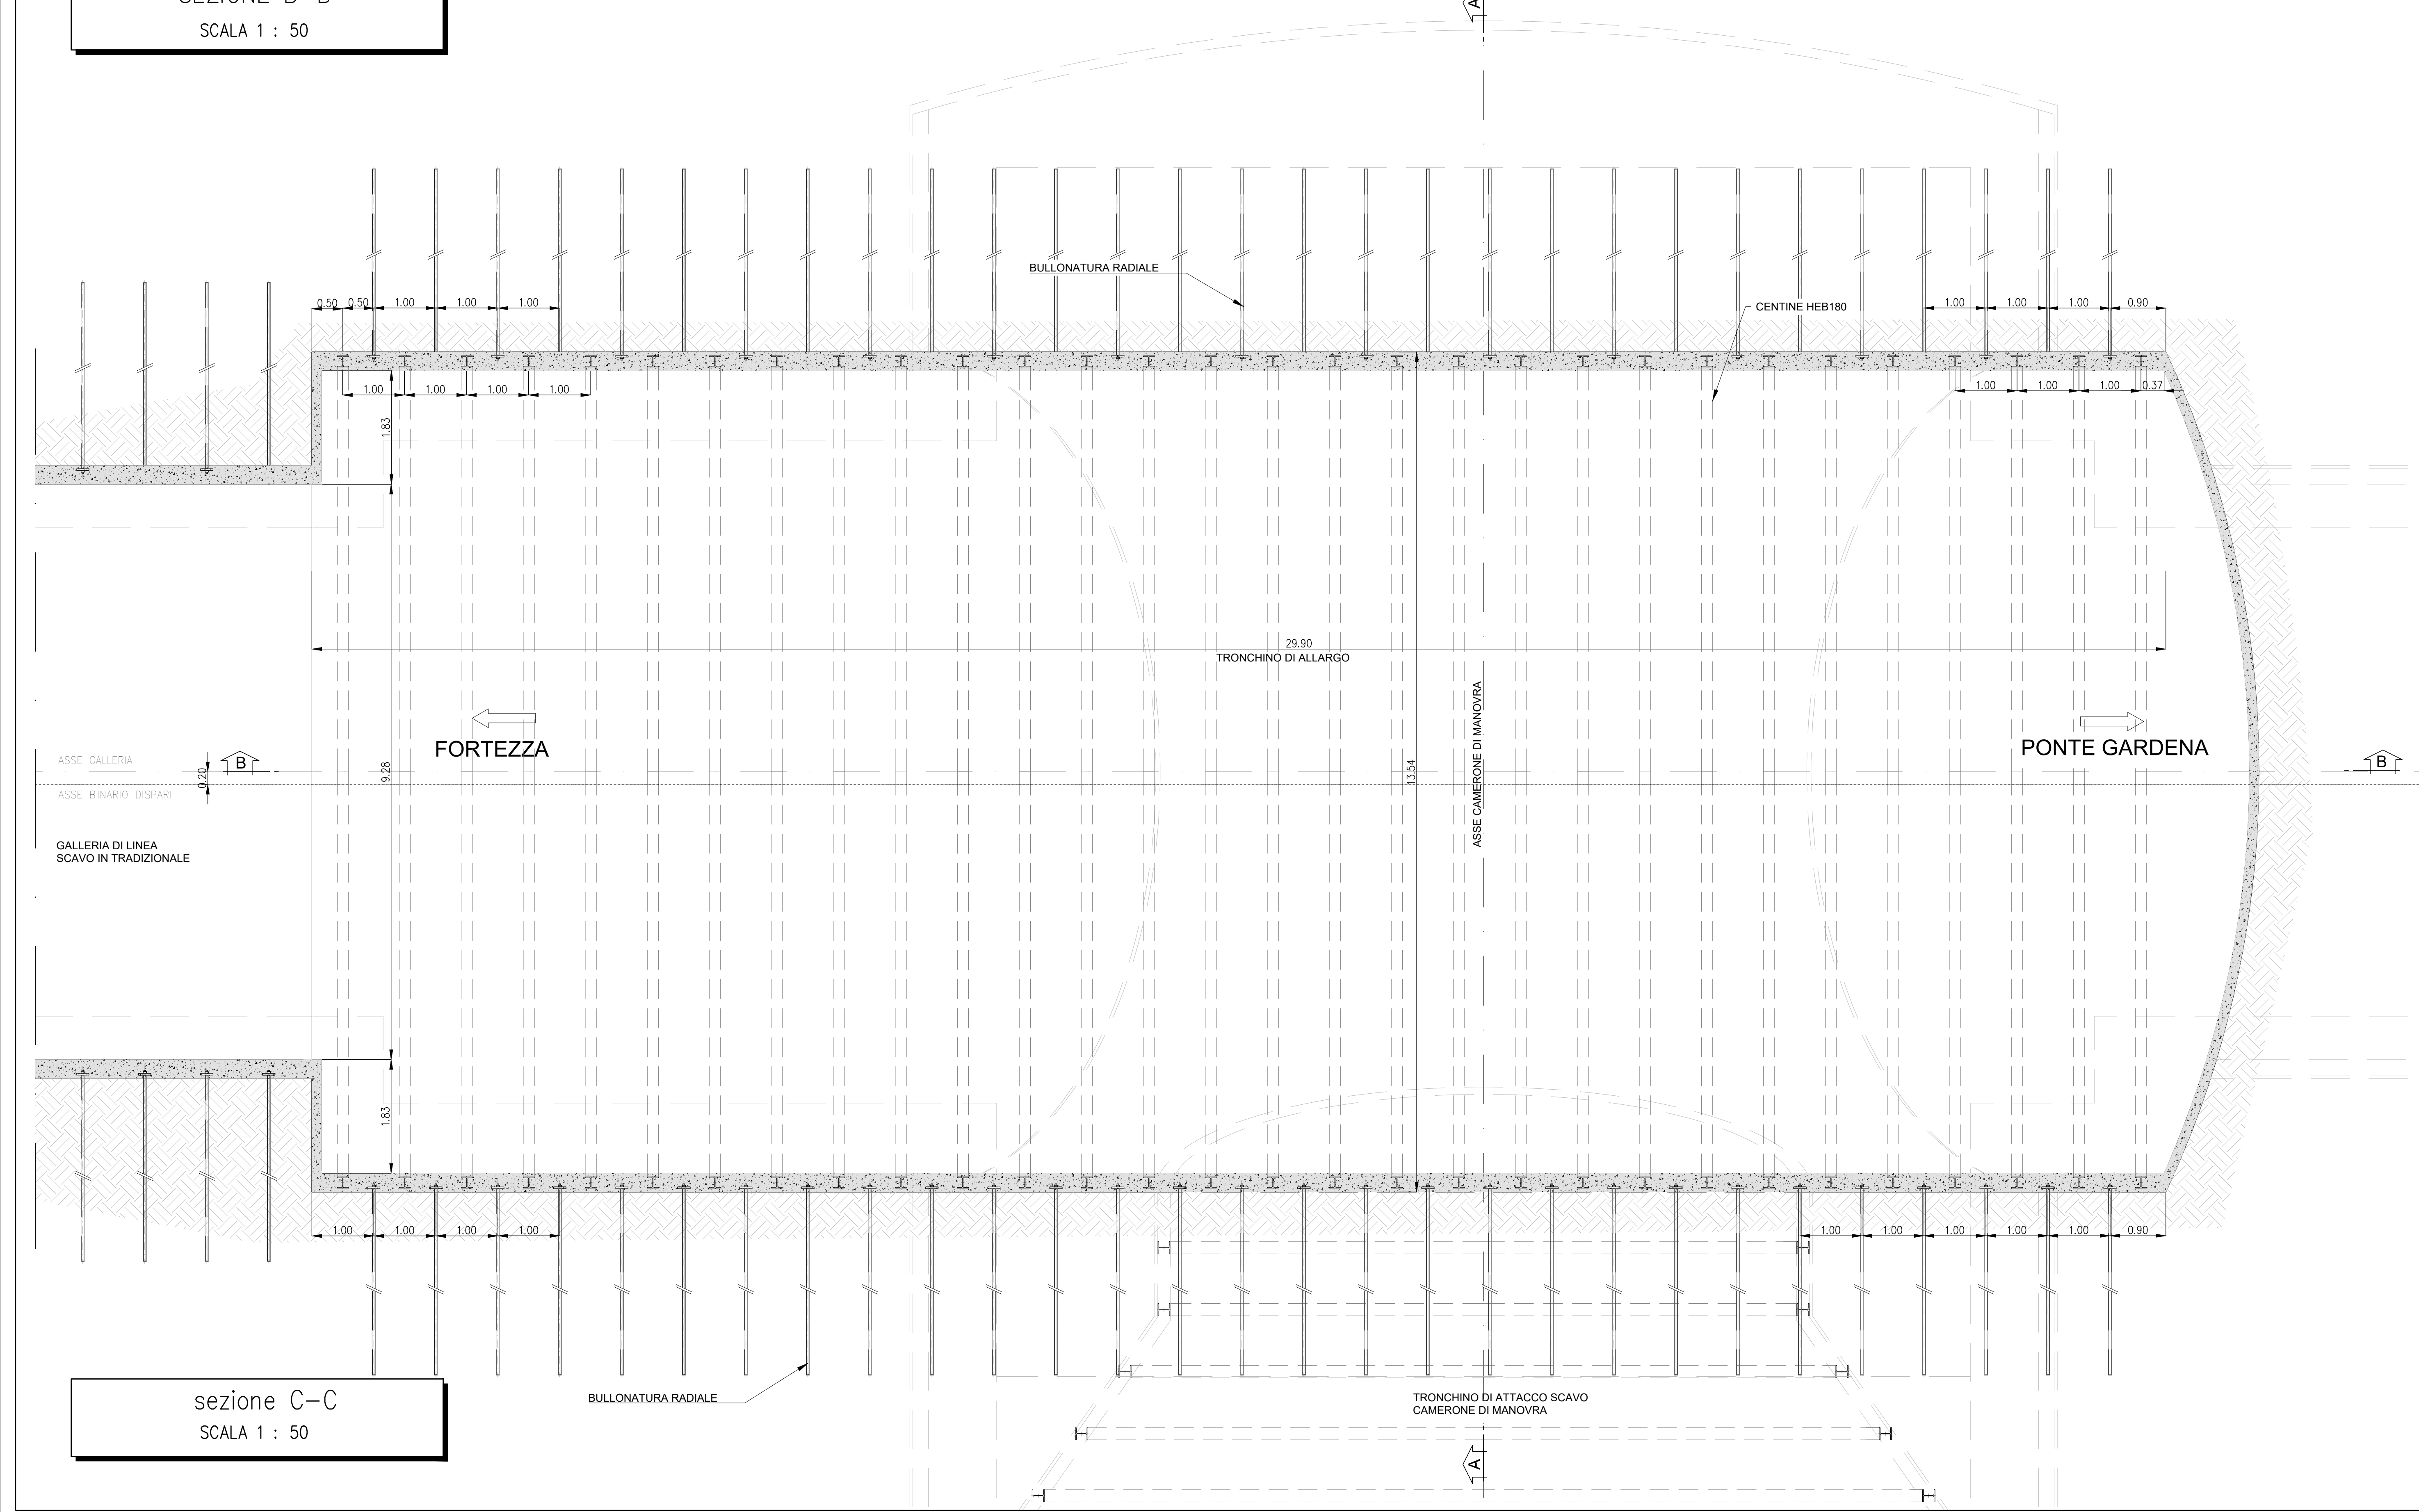 SEZIONE B-B
SCALA 1 : 50
A
BULLONATURA RADIALE
CENTINE HEB180
0.50 0.50 1.00 1.00 1.00
1.00 1.00 1.00 0.90
1.00 1.00 1.00 1.00
1.00 1.00 1.00 0.37
1.83
29.90
TRONCHINO DI ALLARGO
FORTEZZA
PONTE GARDENA
ASSE CAMERONE DI MANOVRA
ASSE GALLERIA
B
B
0.20
9.28
13.54
ASSE BINARIO DISPARI
GALLERIA DI LINEA
SCAVO IN TRADIZIONALE
1.83
1.00 1.00 1.00 1.00
1.00 1.00 1.00 1.00 1.00 0.90
BULLONATURA RADIALE
TRONCHINO DI ATTACCO SCAVO
CAMERONE DI MANOVRA
A
sezione C-C
SCALA 1 : 50